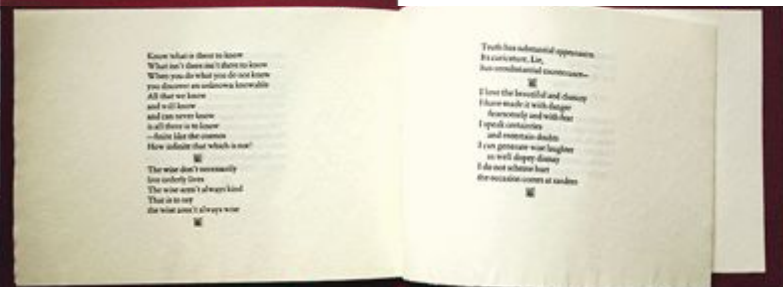 Know what is there to know
What isn't there isn't there to know
When you do what you do not know
you discover an unknown knowable
All that we know
and will know
and can never know
is all there is to know
—finite like the cosmos
How infinite that which is not?
The wise don't necessarily
live orderly lives
The wise aren't always kind
That is to say
the wise aren't always wise
Truth has substantial
Its caricature, Lie,
has
I love the beautiful and clumsy
I have made it with danger
fearsomely and with fear
I speak certainties
and entertain doubts
I can generate wise laughter
as well dopey dismay
I do not scheme hurt
the occasion comes at random